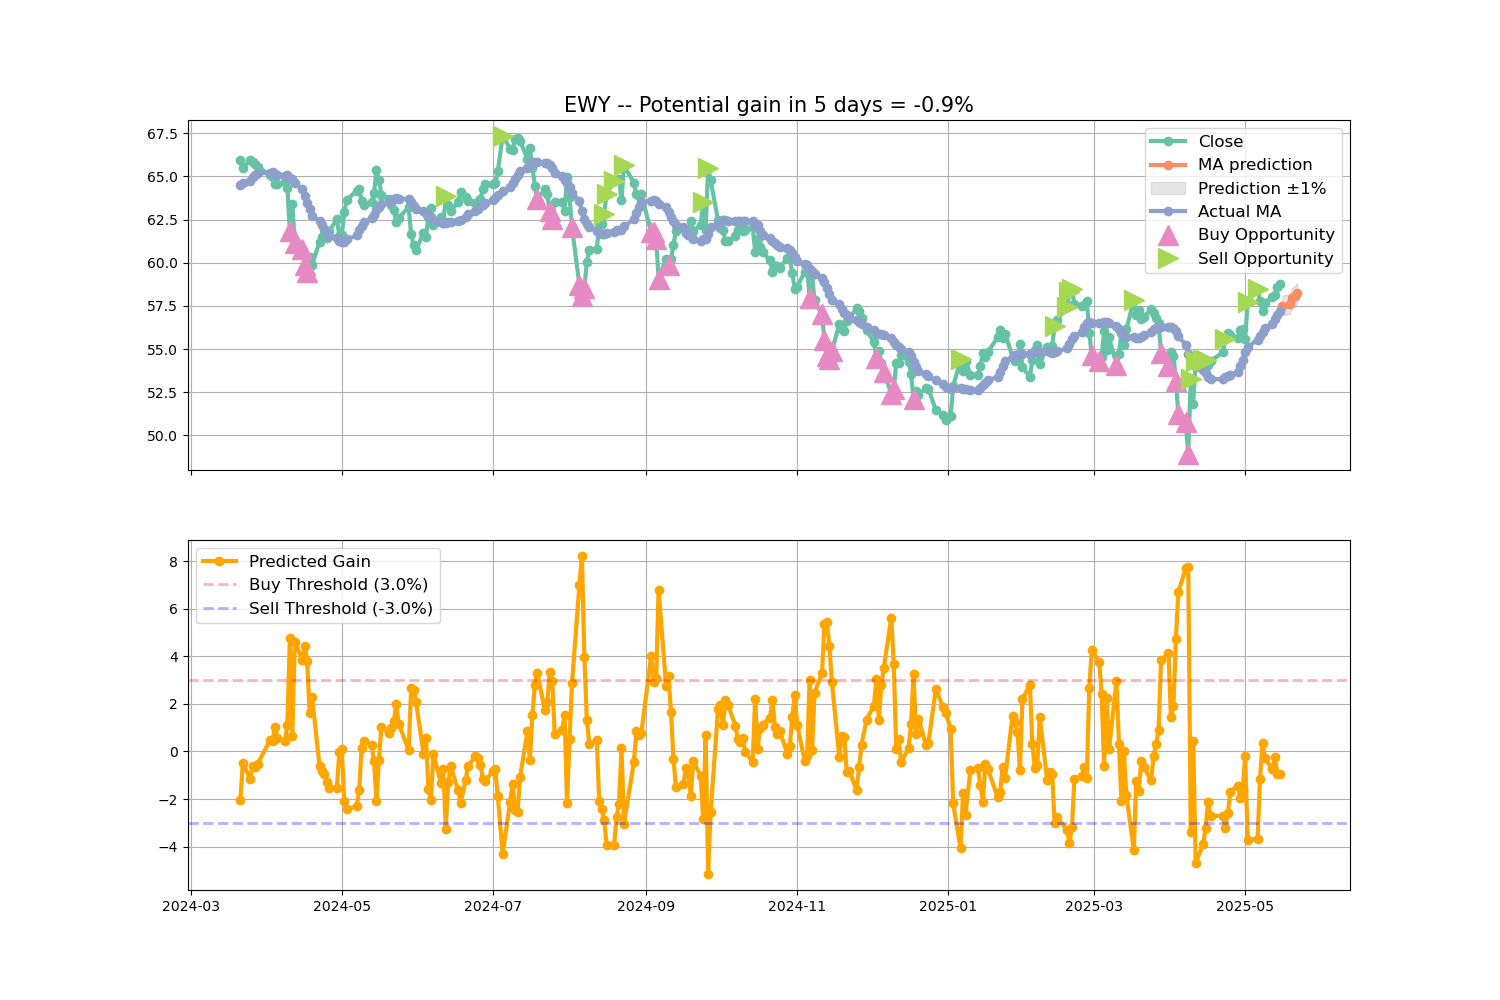 EWY -- Potential gain in 5 days = -0.9%
67.5
65.0
62.5
60.0
57.5
55.0
52.5
50.0
Close
MA prediction
Prediction ±1%
Actual MA
Buy Opportunity
Sell Opportunity
8
6
4
2
0
−2
−4
Predicted Gain
Buy Threshold (3.0%)
Sell Threshold (-3.0%)
2024-03 2024-05 2024-07 2024-09 2024-11 2025-01 2025-03 2025-05